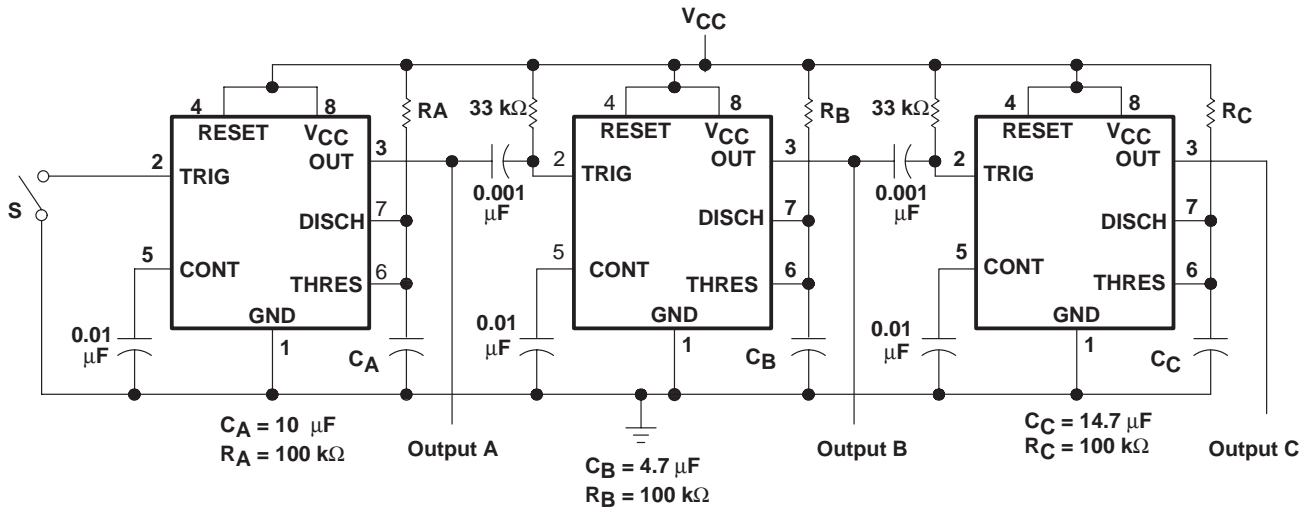 VCC
4
8
RESET
VCC
RA
33 kΩ
2
TRIG
3
OUT
DISCH
7
S
5
CONT
6
THRES
GND
1
0.01
μF
CA
0.001
μF
4
8
RESET
VCC
RB
33 kΩ
2
TRIG
3
OUT
DISCH
7
5
CONT
6
THRES
GND
1
0.01
μF
CB
0.001
μF
4
8
RESET
VCC
RC
2
TRIG
3
OUT
DISCH
7
5
CONT
6
THRES
GND
1
0.01
μF
CC
CA = 10 μF
RA = 100 kΩ
Output A
CB = 4.7 μF
RB = 100 kΩ
Output B
CC = 14.7 μF
RC = 100 kΩ
Output C